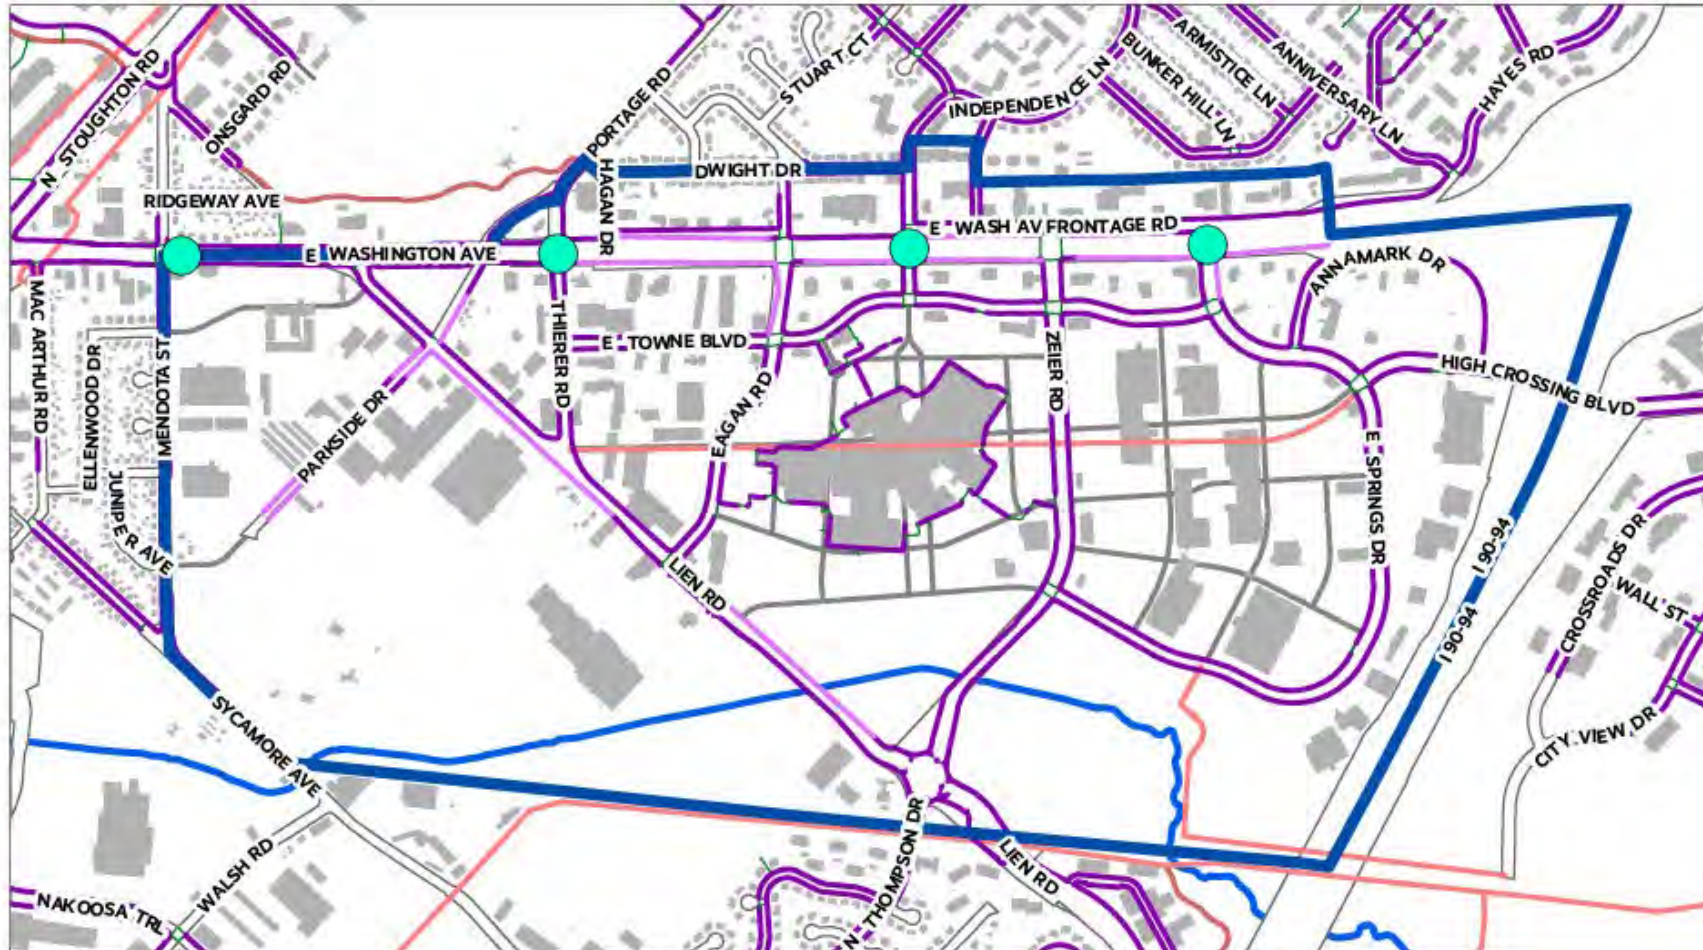 N STOUGHTON RD
ONSGARD RD
PORTAGE RD
STUART CT
INDEPENDENCE LN
BUNKER HILL LN
ARMISTICE LN
ANNIVERSARY LN
HAYES RD
HAGAN DR
DWIGHT DR
RIDGEWAY AVE
E WASHINGTON AVE
E WASH AV FRONTAGE RD
ANNAMARK DR
MAC ARTHUR RD
ELLENWOOD DR
MENDOTA ST
JUNIPER AVE
PARKSIDE DR
THIERER RD
E TOWNE BLVD
EAGAN RD
ZEIER RD
HIGH CROSSING BLVD
E SPRINGS DR
I 90-94
I 90-94
CROSSROADS DR
WALL ST
CITY VIEW DR
LIEN RD
SYCAMORE AVE
WALSH RD
NAKOOSA TRL
N THOMPSON DR
LIEN RD